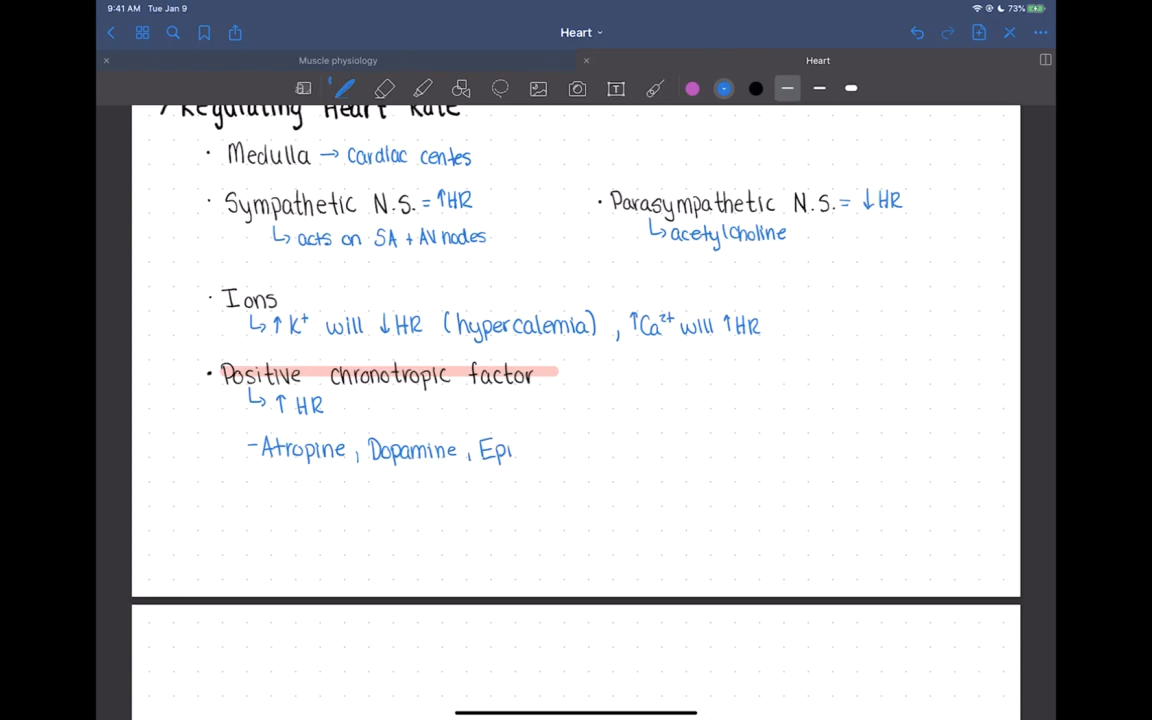 9:41 AM Tue Jan 9
73%
Heart
Muscle physiology
Heart
Regulating Heart Rate
· Medulla → cardiac centes
· Sympathetic N.S. = ↑HR
↳ acts on SA + AV nodes
· Parasympathetic N.S. = ↓HR
↳ acetylcholine
· Ions
↳ ↑ K⁺ will ↓HR (hypercalemia), ↑Ca²⁺ will ↑HR
· Positive chronotropic factor
↳ ↑ HR
- Atropine, Dopamine, Epi